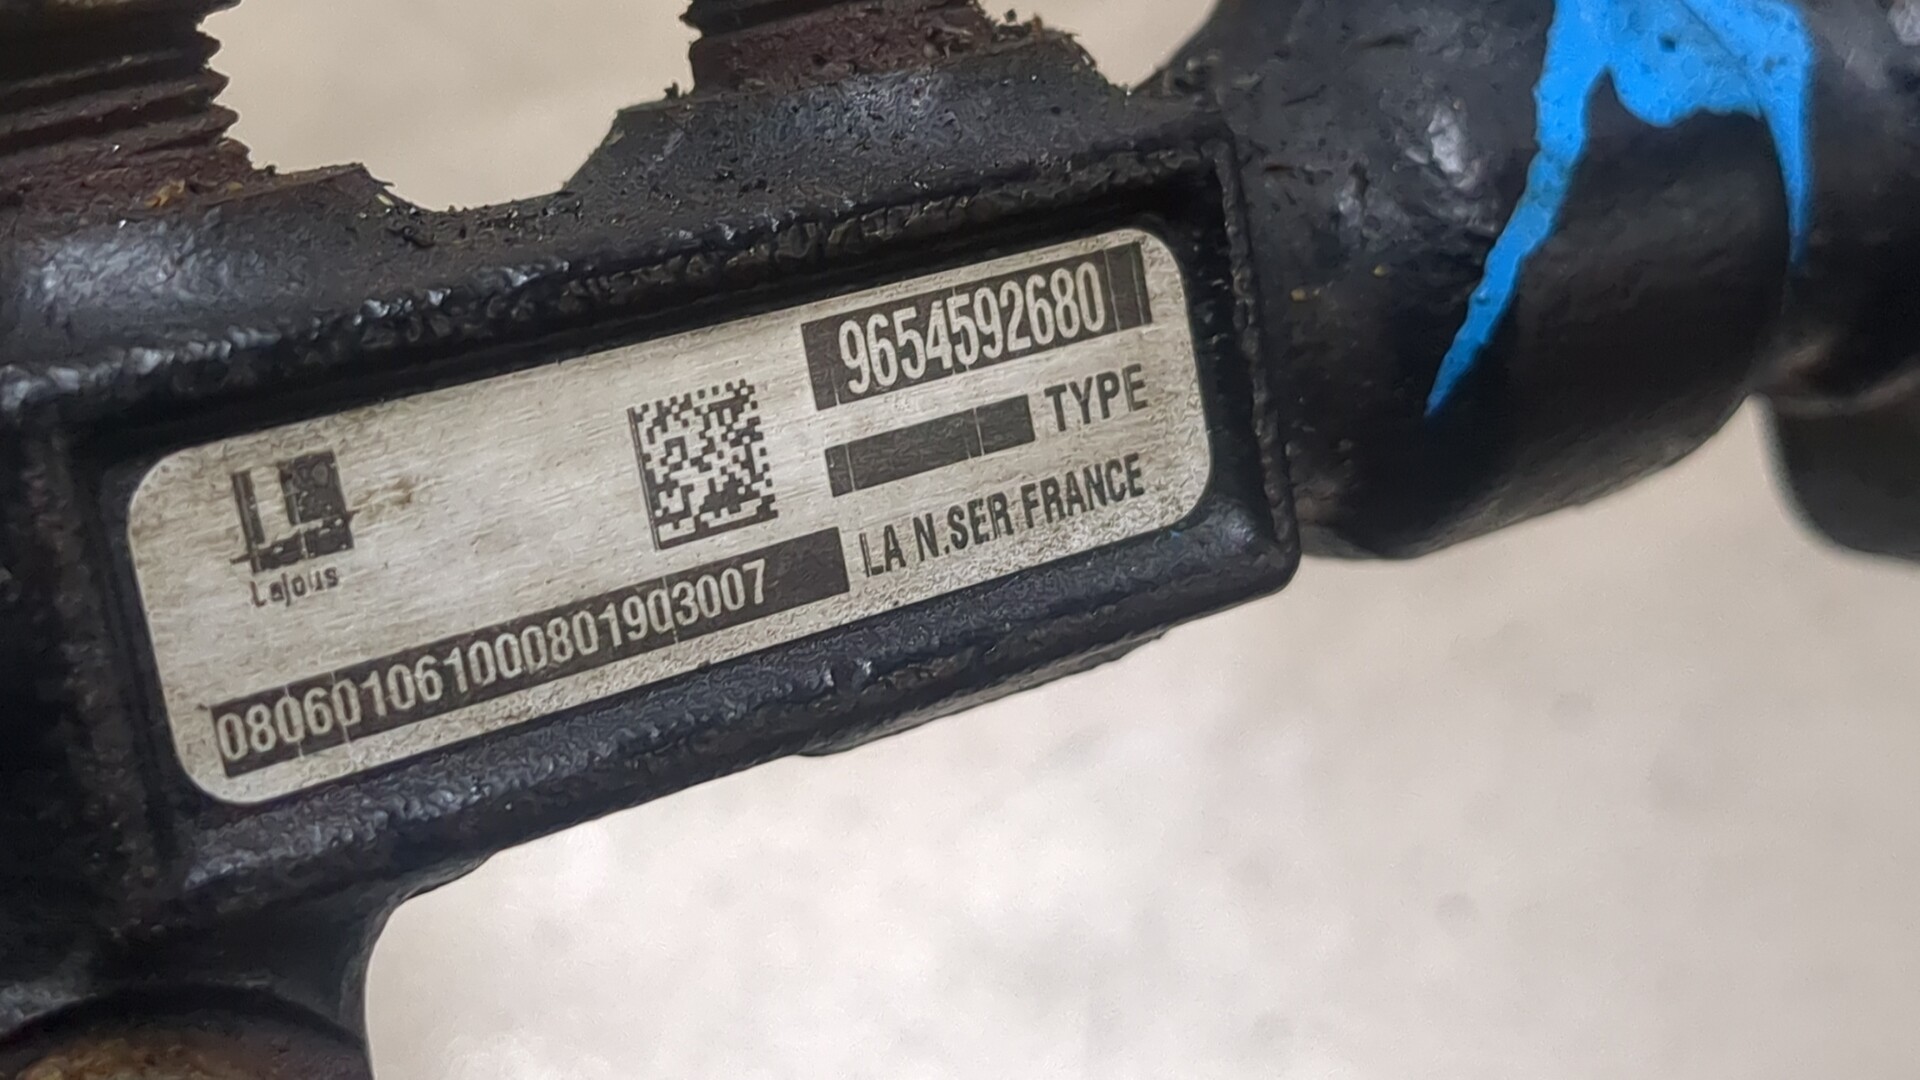 9654592680
TYPE
LA N.SER FRANCE
Lajous
080601061000801903007